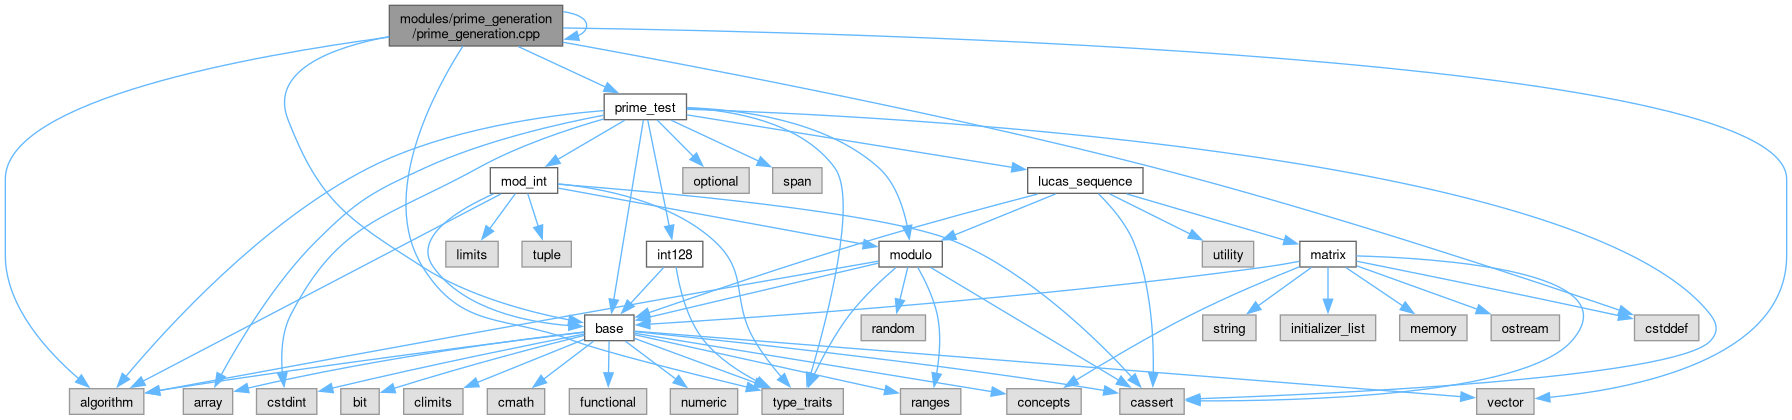 modules/prime_generation
/prime_generation.cpp
prime_test
mod_int
optional
span
lucas_sequence
limits
tuple
int128
modulo
utility
matrix
base
random
string
initializer_list
memory
ostream
cstddef
algorithm
array
cstdint
bit
climits
cmath
functional
numeric
type_traits
ranges
concepts
cassert
vector